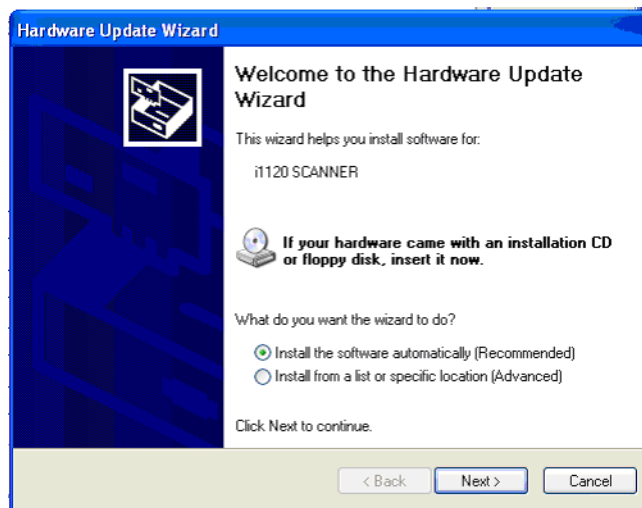 Hardware Update Wizard
Welcome to the Hardware Update
Wizard
This wizard helps you install software for:
i1120 SCANNER
If your hardware came with an installation CD
or floppy disk, insert it now.
What do you want the wizard to do?
Install the software automatically (Recommended)
Install from a list or specific location (Advanced)
Click Next to continue.
< Back Next > Cancel